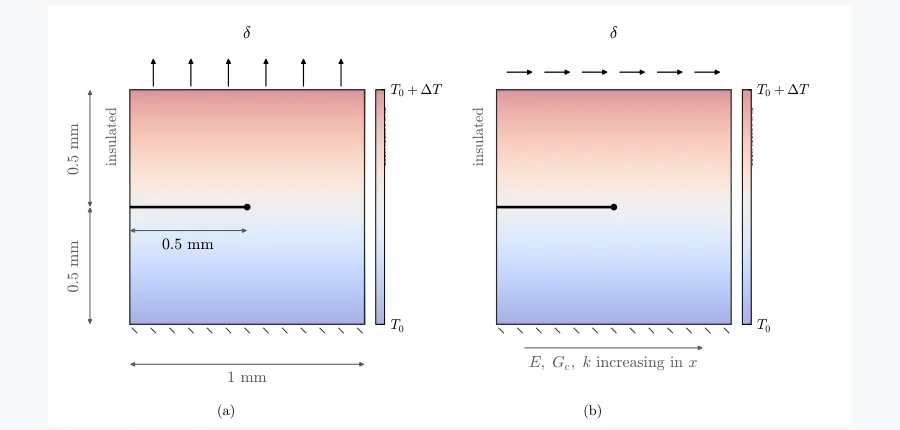 δ
T₀ + ΔT
insulated
0.5 mm
0.5 mm
0.5 mm
T₀
1 mm
(a)
δ
T₀ + ΔT
insulated
T₀
E, G_c, k increasing in x
(b)